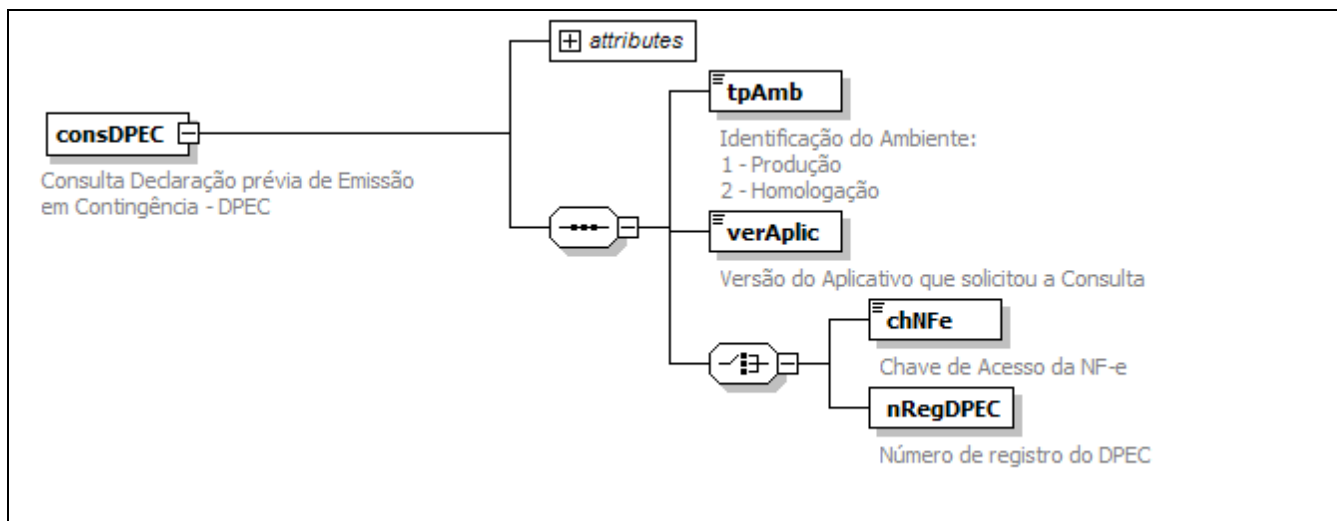 attributes
tpAmb
Identificação do Ambiente:
1 - Produção
2 - Homologação
consDPEC
Consulta Declaração prévia de Emissão
em Contingência - DPEC
verAplic
Versão do Aplicativo que solicitou a Consulta
chNFe
Chave de Acesso da NF-e
nRegDPEC
Número de registro do DPEC